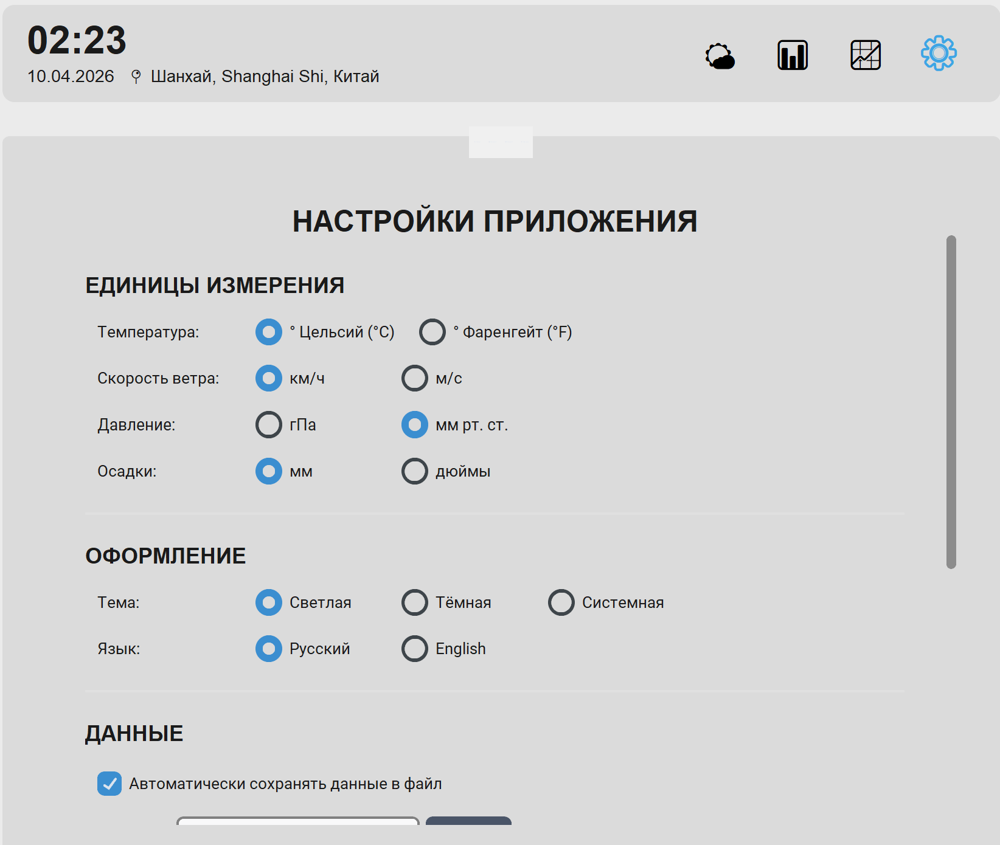 02:23
10.04.2026 Шанхай, Shanghai Shi, Китай
НАСТРОЙКИ ПРИЛОЖЕНИЯ
ЕДИНИЦЫ ИЗМЕРЕНИЯ
Температура: ° Цельсий (°C) ° Фаренгейт (°F)
Скорость ветра: км/ч м/с
Давление: гПа мм рт. ст.
Осадки: мм дюймы
ОФОРМЛЕНИЕ
Тема: Светлая Тёмная Системная
Язык: Русский English
ДАННЫЕ
Автоматически сохранять данные в файл